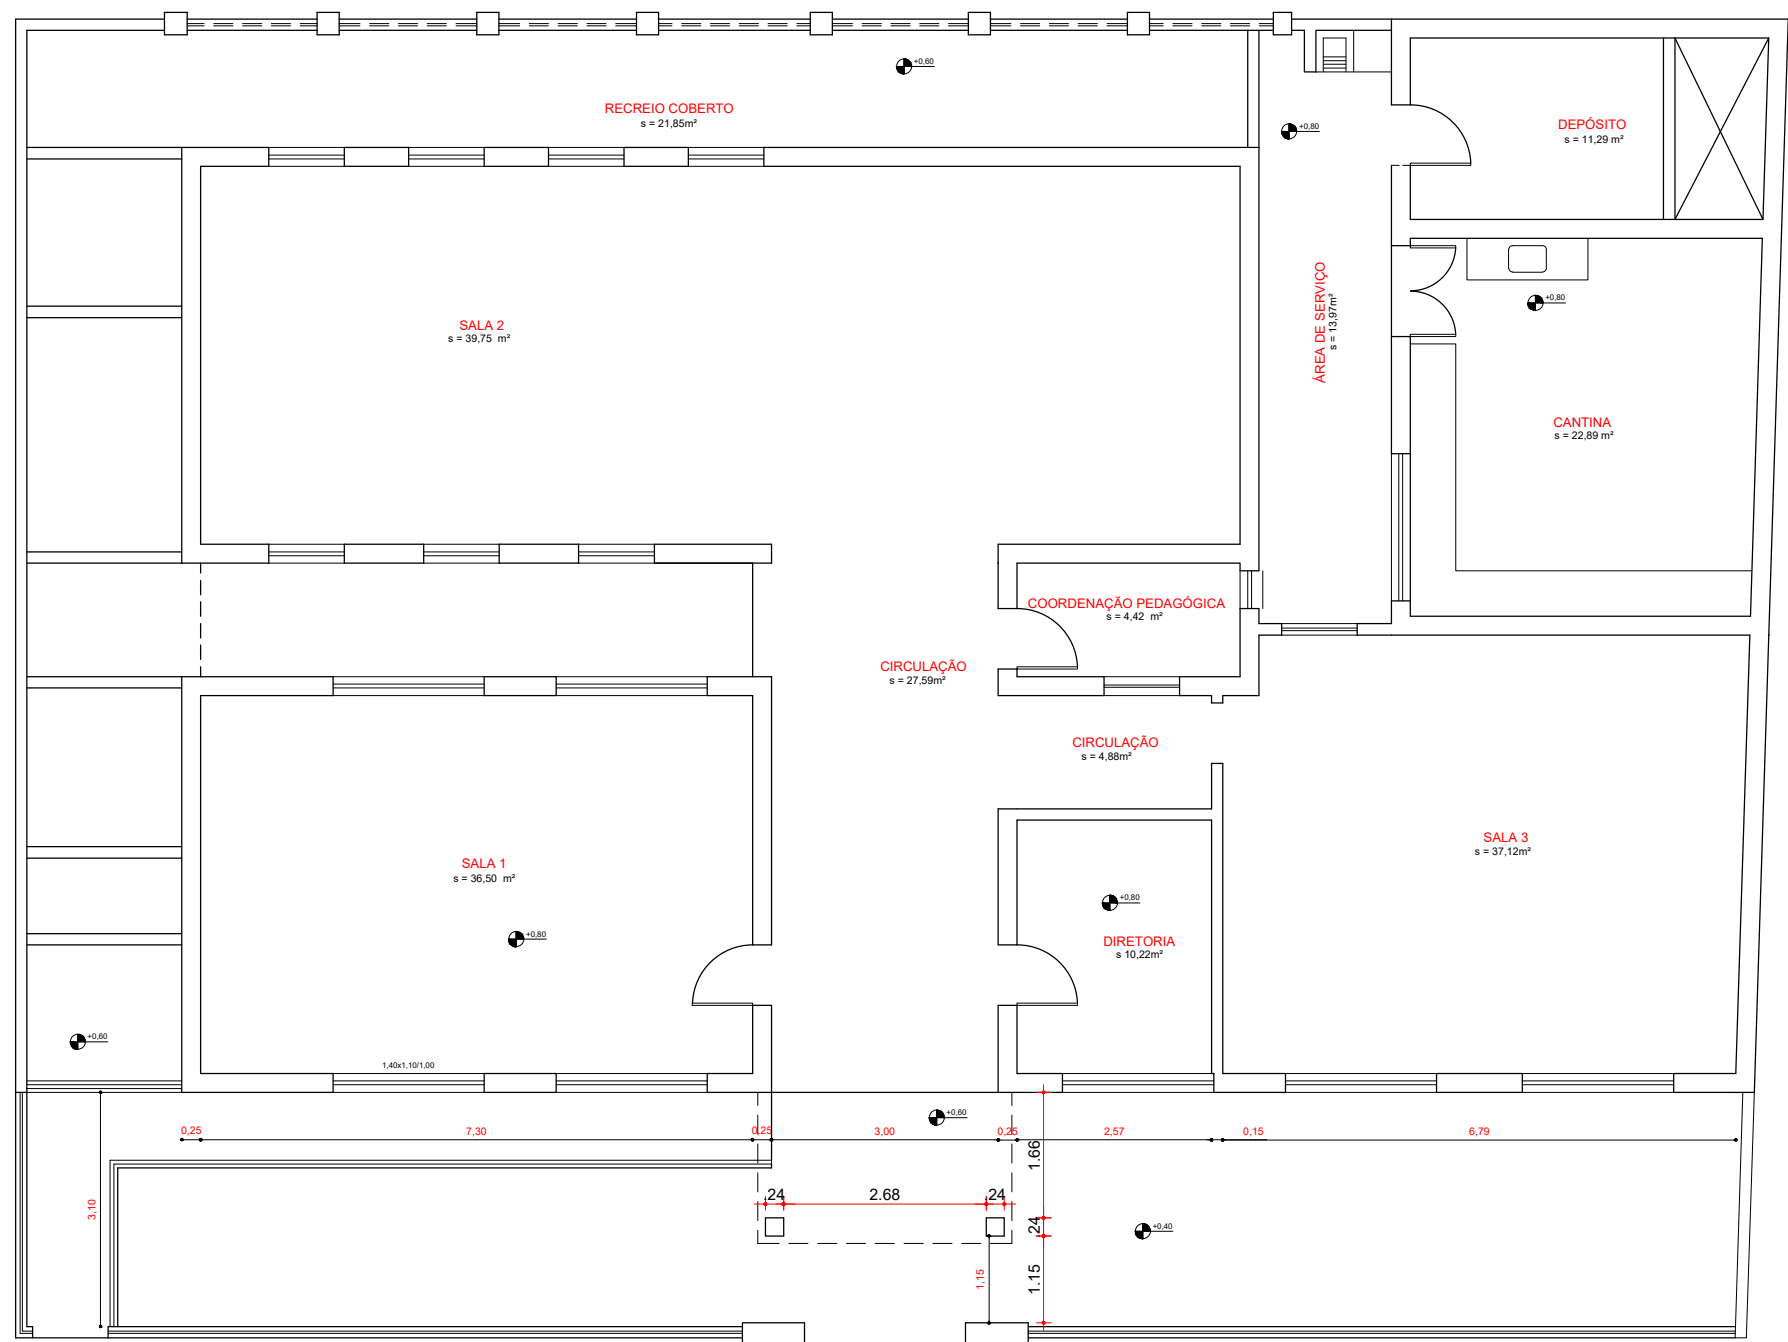 +0,60
RECREIO COBERTO
s = 21,85m²
+0,80
DEPÓSITO
s = 11,29 m²
SALA 2
s = 39,75 m²
ÁREA DE SERVIÇO
s = 13,97m²
+0,80
CANTINA
s = 22,89 m²
COORDENAÇÃO PEDAGÓGICA
s = 4,42 m²
CIRCULAÇÃO
s = 27,59m²
CIRCULAÇÃO
s = 4,88m²
SALA 1
s = 36,50 m²
SALA 3
s = 37,12m²
+0,80
+0,80
DIRETORIA
s 10,22m²
+0,60
1,40x1,10/1,00
+0,60
0,25
7,30
0,25
3,00
0,25
2,57
0,15
6,79
1.66
3,10
24
2.68
24
24
+0,40
1,15
1.15